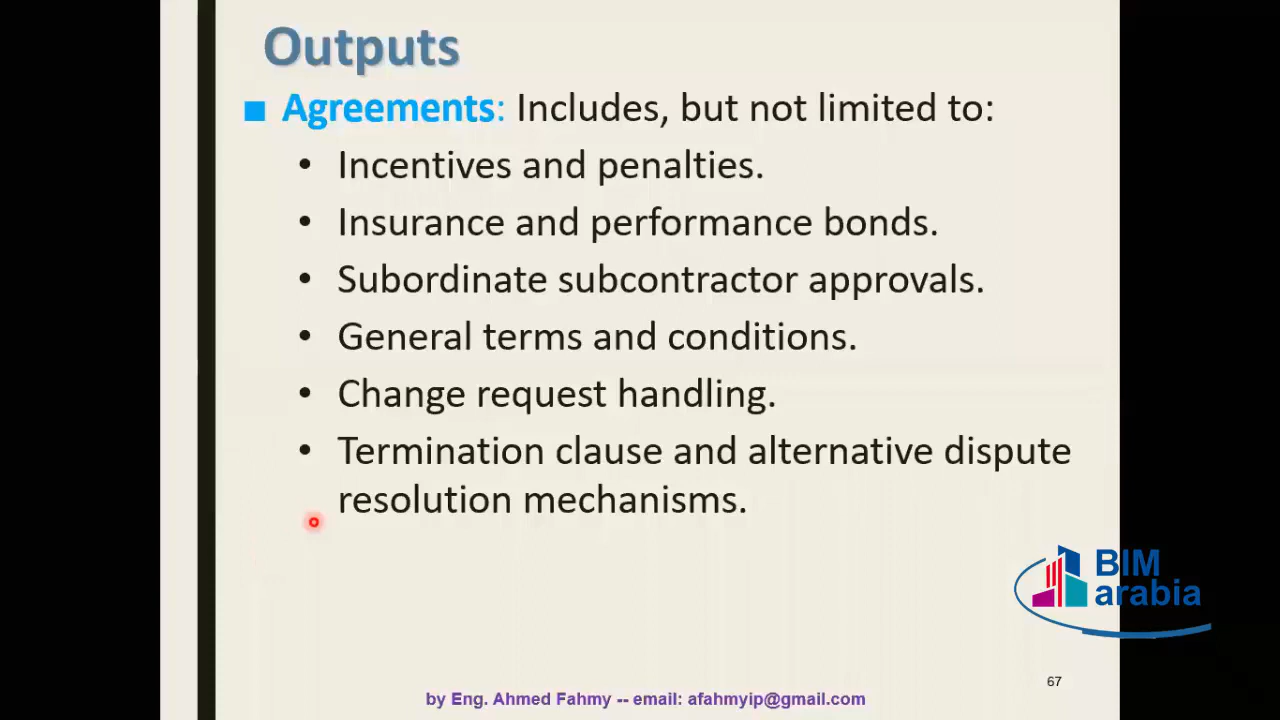 Outputs
■ Agreements: Includes, but not limited to:
• Incentives and penalties.
• Insurance and performance bonds.
• Subordinate subcontractor approvals.
• General terms and conditions.
• Change request handling.
• Termination clause and alternative dispute
resolution mechanisms.
BIM
arabia
67
by Eng. Ahmed Fahmy -- email: afahmyip@gmail.com